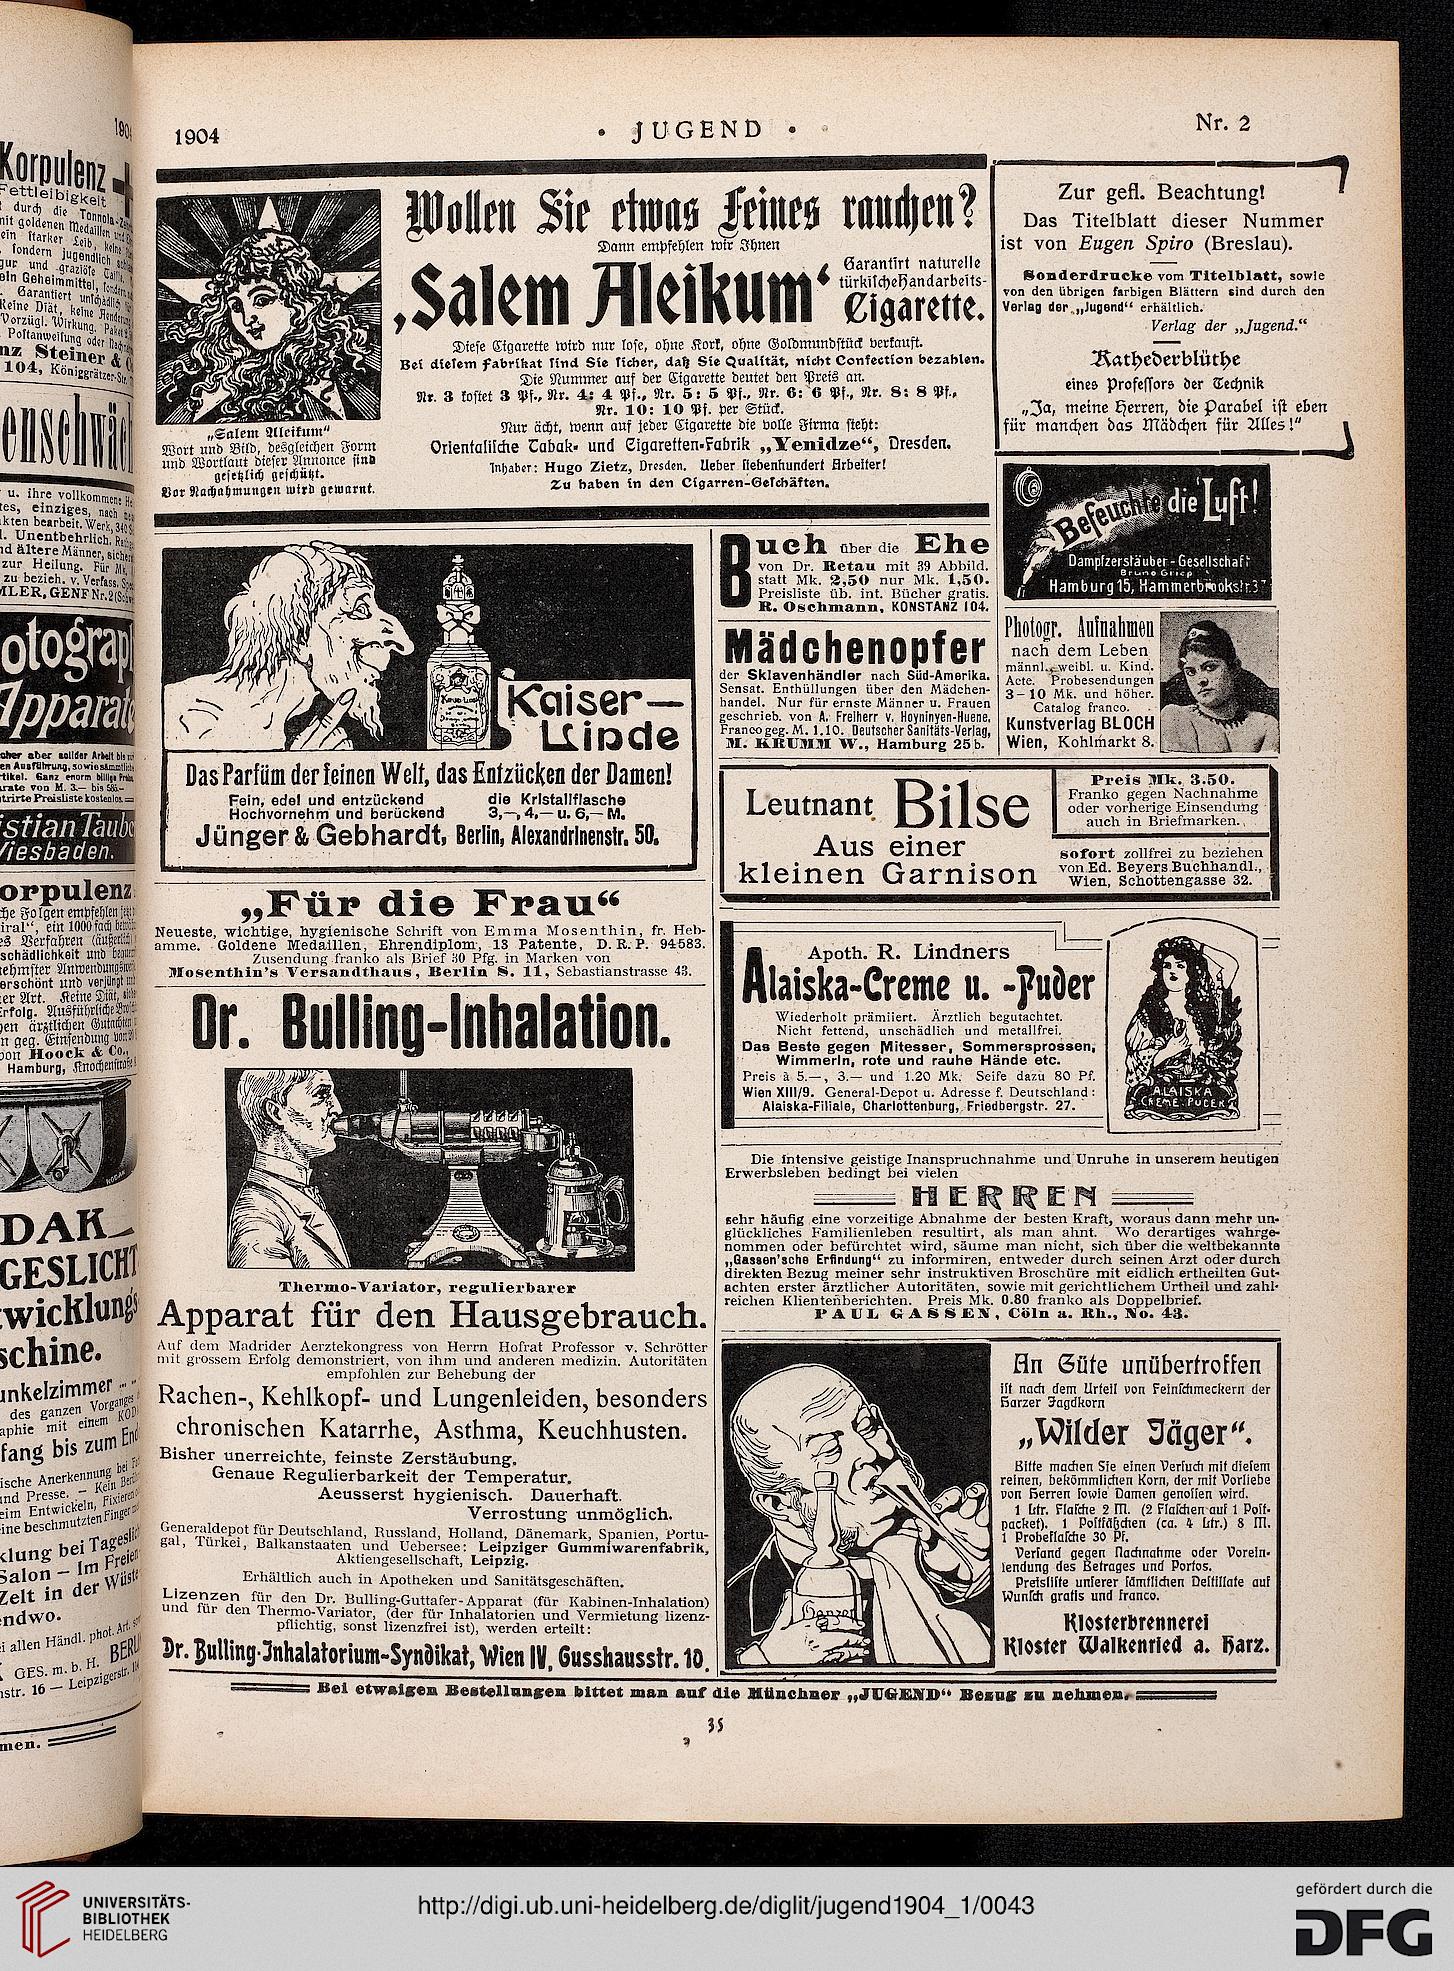 1904
• JUGEND •
Nr. 2
Wollen Sie etwas Feines rauchen?
Dann empfehlen wir Ihnen
‚Salem Aleikum‘
Garantirt naturelle
türkische Handarbeits-
Cigarette.
Diese Cigarette wird nur lose, ohne Kork, ohne Goldmundstück verkauft.
Bei diesem Fabrikat sind Sie sicher, daß Sie Qualität, nicht Confection bezahlen.
Die Nummer auf der Cigarette deutet den Preis an.
Nr. 3 kostet 3 Pf., Nr. 4: 4 Pf., Nr. 5: 5 Pf., Nr. 6: 6 Pf., Nr. 8: 8 Pf.,
Nr. 10: 10 Pf. per Stück.
Nur ächt, wenn auf jeder Cigarette die volle Firma steht:
Orientalische Tabak- und Cigaretten-Fabrik „Yenidze“, Dresden.
Inhaber: Hugo Zietz, Dresden. Ueber siebenhundert Arbeiter!
Zu haben in den Cigarren-Geschäften.
„Salem Aleikum“
Wort und Bild, desgleichen Form
und Wortlaut dieser Annonce sind
gesetzlich geschützt.
Vor Nachahmungen wird gewarnt.
Zur gefl. Beachtung!
Das Titelblatt dieser Nummer
ist von Eugen Spiro (Breslau).
Sonderdrucke vom Titelblatt, sowie
von den übrigen farbigen Blättern sind durch den
Verlag der „Jugend“ erhältlich.
Verlag der „Jugend.“
Kathederblüthe
eines Professors der Technik
„Ja, meine Herren, die Parabel ist eben
für manchen das Mädchen für Alles!“
Befeuchte die Luft!
Dampfzerstäuber-Gesellschaft
Bruno Griep
Hamburg 15, Hammerbrookstr. 37
Kaiser-
Linde
Das Parfüm der feinen Welt, das Entzücken der Damen!
Fein, edel und entzückend
Hochvornehm und berückend
die Kristallflasche
3,—, 4,— u. 6,— M.
Jünger & Gebhardt, Berlin, Alexandrinenstr. 50.
Buch über die Ehe
von Dr. Retau mit 39 Abbild.
statt Mk. 2,50 nur Mk. 1,50.
Preisliste üb. int. Bücher gratis.
R. Oschmann, KONSTANZ 104.
Mädchenopfer
der Sklavenhändler nach Süd-Amerika.
Sensat. Enthüllungen über den Mädchen-
handel. Nur für ernste Männer u. Frauen
geschrieb. von A. Freiherr v. Hoyninyen-Huene,
Franco geg. M. 1.10. Deutscher Sanitäts-Verlag,
M. KRUMM W., Hamburg 25 b.
Photogr. Aufnahmen
nach dem Leben
männl., weibl. u. Kind.
Acte. Probesendungen
3–10 Mk. und höher.
Catalog franco.
Kunstverlag BLOCH
Wien, Kohlmarkt 8.
Leutnant Bilse
Aus einer
kleinen Garnison
Preis Mk. 3.50.
Franko gegen Nachnahme
oder vorherige Einsendung
auch in Briefmarken.
sofort zollfrei zu beziehen
von Ed. Beyers Buchhandl.,
Wien, Schottengasse 32.
„Für die Frau“
Neueste, wichtige, hygienische Schrift von Emma Mosenthin, fr. Heb-
amme. Goldene Medaillen, Ehrendiplom, 13 Patente, D. R. P. 94583.
Zusendung franko als Brief 30 Pfg. in Marken von
Mosenthin's Versandthaus, Berlin S. 11, Sebastianstrasse 43.
Dr. Bulling-Inhalation.
Thermo-Variator, regulierbarer
Apparat für den Hausgebrauch.
Auf dem Madrider Aerztekongress von Herrn Hofrat Professor v. Schrötter
mit grossem Erfolg demonstriert, von ihm und anderen medizin. Autoritäten
empfohlen zur Behebung der
Rachen-, Kehlkopf- und Lungenleiden, besonders
chronischen Katarrhe, Asthma, Keuchhusten.
Bisher unerreichte, feinste Zerstäubung.
Genaue Regulierbarkeit der Temperatur.
Aeusserst hygienisch. Dauerhaft.
Verrostung unmöglich.
Generaldepot für Deutschland, Russland, Holland, Dänemark, Spanien, Portu-
gal, Türkei, Balkanstaaten und Uebersee: Leipziger Gummiwarenfabrik,
Aktiengesellschaft, Leipzig.
Erhältlich auch in Apotheken und Sanitätsgeschäften.
Lizenzen für den Dr. Bulling-Guttafer-Apparat (für Kabinen-Inhalation)
und für den Thermo-Variator, (der für Inhalatorien und Vermietung lizenz-
pflichtig, sonst lizenzfrei ist), werden erteilt:
Dr. Bulling-Inhalatorium-Syndikat, Wien IV, Gusshausstr. 10.
Apoth. R. Lindners
Alaiska-Creme u. -Puder
Wiederholt prämiiert. Ärztlich begutachtet.
Nicht fettend, unschädlich und metallfrei.
Das Beste gegen Mitesser, Sommersprossen,
Wimmerln, rote und rauhe Hände etc.
Preis à 5.—, 3.— und 1.20 Mk. Seife dazu 80 Pf.
Wien XIII/9. General-Depot u. Adresse f. Deutschland:
Alaiska-Filiale, Charlottenburg, Friedbergstr. 27.
ALAISKA
CREME PUDER
Die intensive geistige Inanspruchnahme und Unruhe in unserem heutigen
Erwerbsleben bedingt bei vielen
HERREN
sehr häufig eine vorzeitige Abnahme der besten Kraft, woraus dann mehr un-
glückliches Familienleben resultirt, als man ahnt. Wo derartiges wahrge-
nommen oder befürchtet wird, säume man nicht, sich über die weltbekannte
„Gassen'sche Erfindung“ zu informiren, entweder durch seinen Arzt oder durch
direkten Bezug meiner sehr instruktiven Broschüre mit eidlich ertheilten Gut-
achten erster ärztlicher Autoritäten, sowie mit gerichtlichem Urtheil und zahl-
reichen Klientenberichten. Preis Mk. 0.80 franko als Doppelbrief.
PAUL GASSEN, Cöln a. Rh., No. 43.
An Güte unübertroffen
ist nach dem Urteil von Feinschmeckern der
Harzer Jagdkorn
„Wilder Jäger“.
Bitte machen Sie einen Versuch mit diesem
reinen, bekömmlichen Korn, der mit Vorliebe
von Herren sowie Damen genossen wird.
1 Ltr. Flasche 2 M. (2 Flaschen auf 1 Post-
packet). 1 Postfäßchen (ca. 4 Ltr.) 8 M.
1 Probeflasche 30 Pf.
Versand gegen Nachnahme oder Vorein-
sendung des Betrages und Portos.
Preisliste unserer sämtlichen Destillate auf
Wunsch gratis und franco.
Klosterbrennerei
Kloster Walkenried a. Harz.
Bei etwaigen Bestellungen bittet man auf die Münchner „JUGEND“ Bezug zu nehmen.
35
UNIVERSITÄTS-
BIBLIOTHEK
HEIDELBERG
http://digi.ub.uni-heidelberg.de/diglit/jugend1904_1/0043
gefördert durch die
DFG